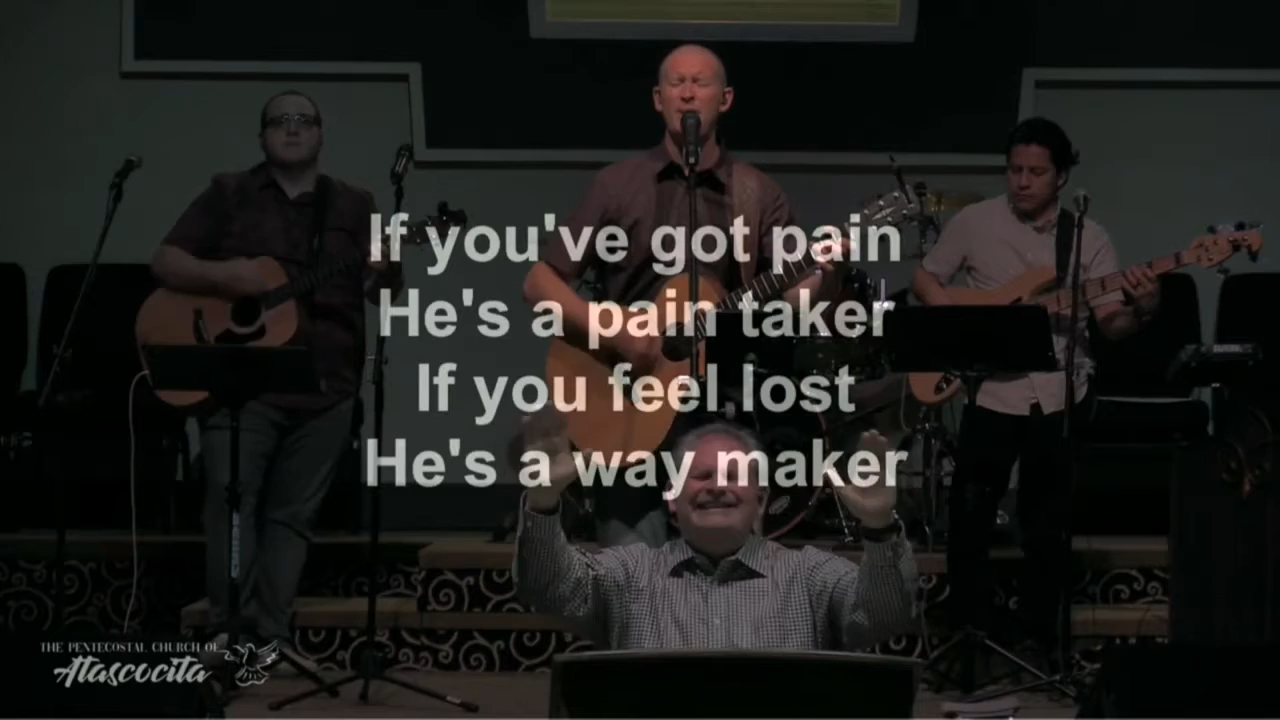 If you've got pain
He's a pain taker
If you feel lost
He's a way maker
THE PENTECOSTAL CHURCH OF
Atascocita